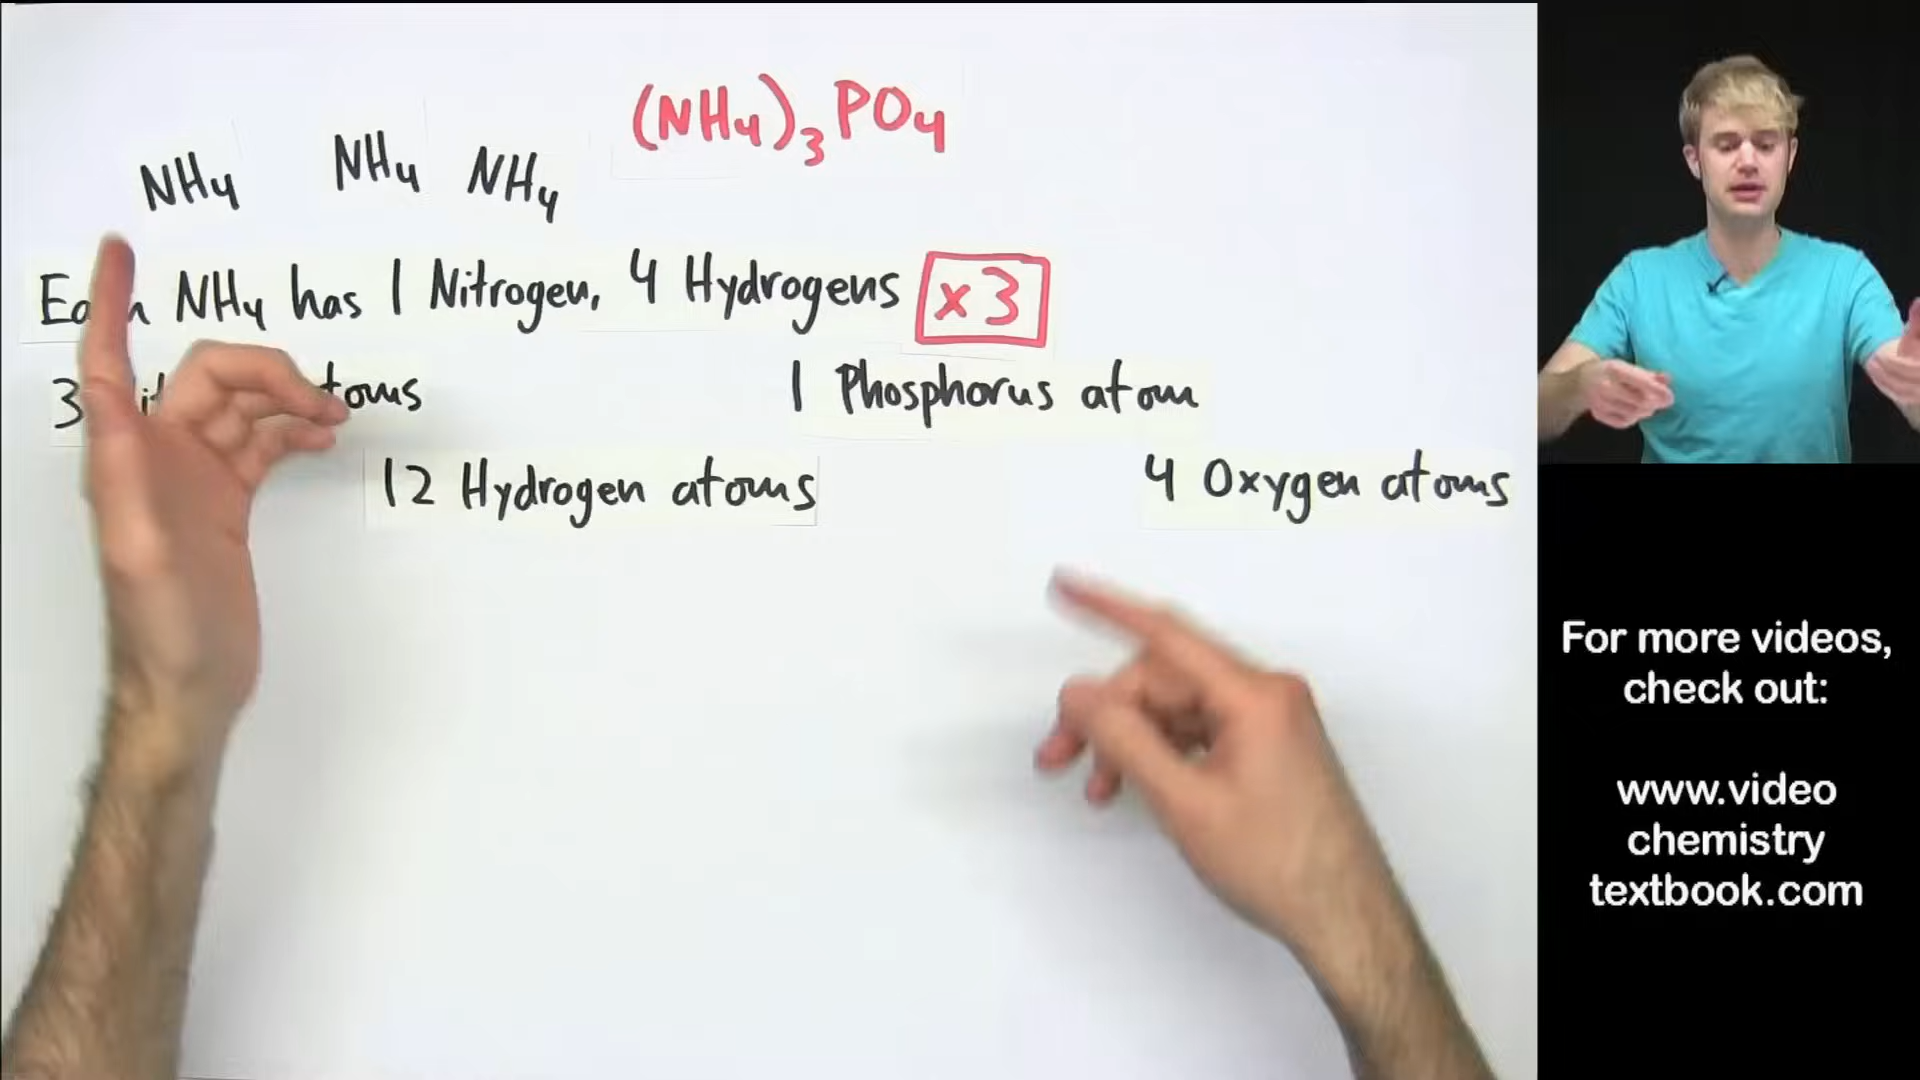 (NH4)3PO4
NH4 NH4 NH4
NH4 has 1 Nitrogen, 4 Hydrogens x3
3 1 Phosphorus atom
12 Hydrogen atoms 4 Oxygen atoms
For more videos,
check out:
www.video
chemistry
textbook.com